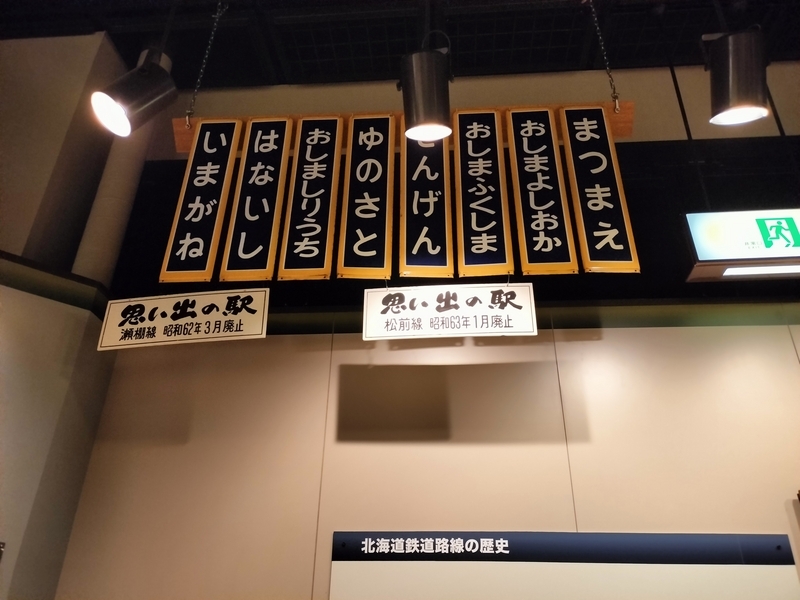 いまがね
はないし
おしましりうち
ゆのさと
んげん
おしまふくしま
おしまよしおか
まつまえ
思い出の駅
瀬棚線 昭和62年3月廃止
思い出の駅
松前線 昭和63年1月廃止
北海道鉄道路線の歴史